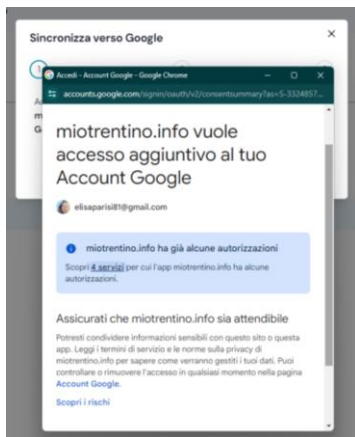 Sincronizza verso Google
Accedi - Account Google - Google Chrome
accounts.google.com/signin/oauth/v2/consentsummary?as=S-3324857...
miotrentino.info vuole
accesso aggiuntivo al tuo
Account Google
elisaparisi81@gmail.com
miotrentino.info ha già alcune autorizzazioni
Scopri 4 servizi per cui l'app miotrentino.info ha alcune
autorizzazioni.
Assicurati che miotrentino.info sia attendibile
Potresti condividere informazioni sensibili con questo sito o questa
app. Leggi i termini di servizio e le norme sulla privacy di
miotrentino.info per sapere come verranno gestiti i tuoi dati. Puoi
controllare o rimuovere l'accesso in qualsiasi momento nella pagina
Account Google.
Scopri i rischi